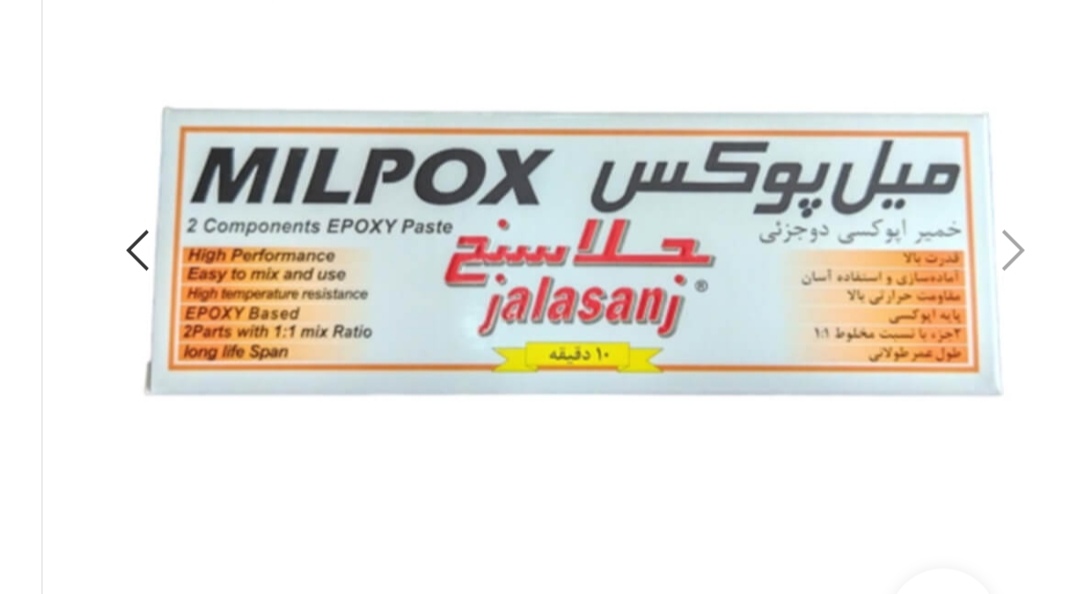 MILPOX
میل پوکس
2 Components EPOXY Paste
خمیر اپوکسی دوجزئی
جلاسنج
jalasanj®
High Performance
Easy to mix and use
High temperature resistance
EPOXY Based
2Parts with 1:1 mix Ratio
long life Span
قدرت بالا
آماده‌سازی و استفاده آسان
مقاومت حرارتی بالا
پایه اپوکسی
۲جزء با نسبت مخلوط ۱:۱
طول عمر طولانی
۱۰ دقیقه